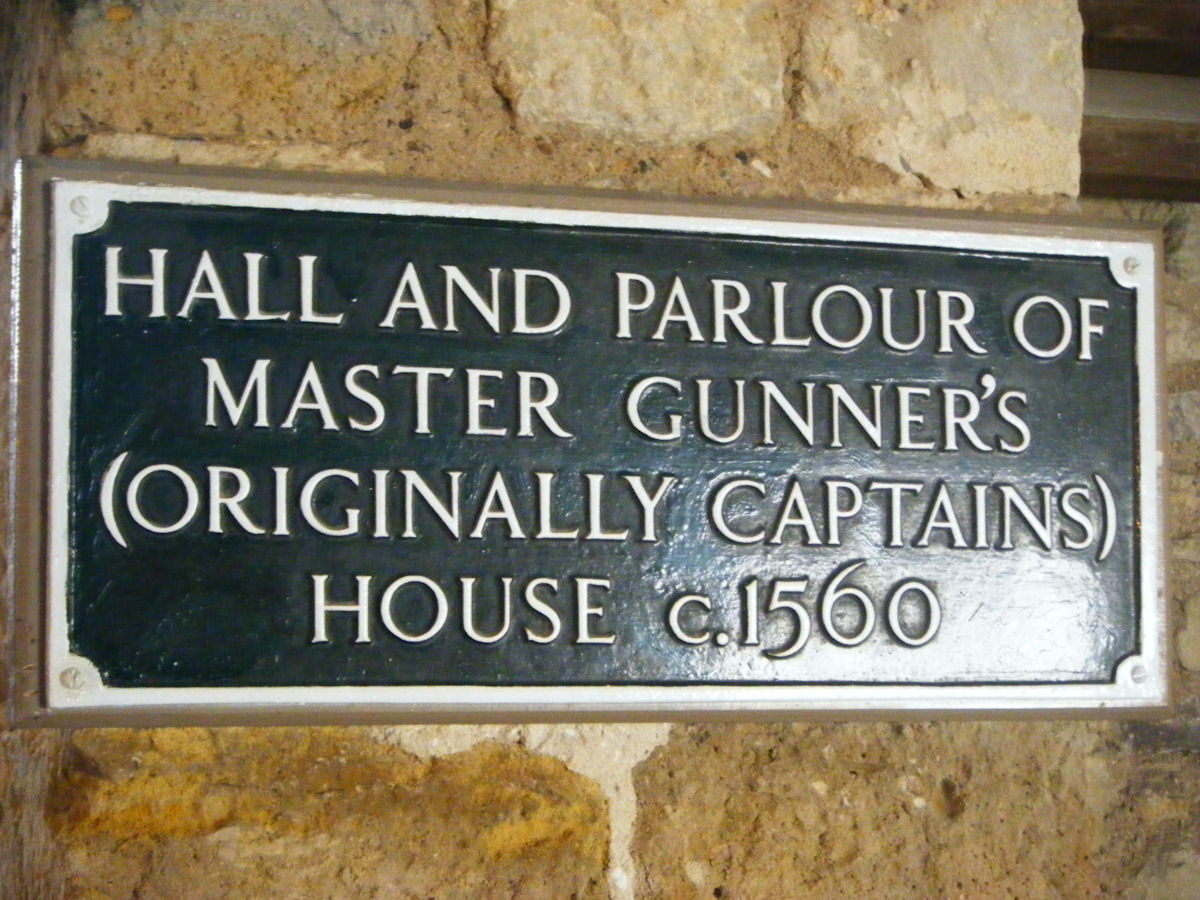 HALL AND PARLOUR OF
MASTER GUNNER'S
(ORIGINALLY CAPTAINS)
HOUSE c.1560